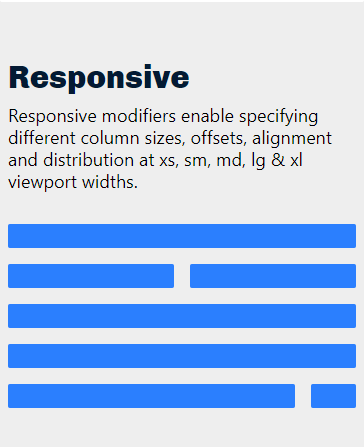 Responsive
Responsive modifiers enable specifying
different column sizes, offsets, alignment
and distribution at xs, sm, md, lg & xl
viewport widths.